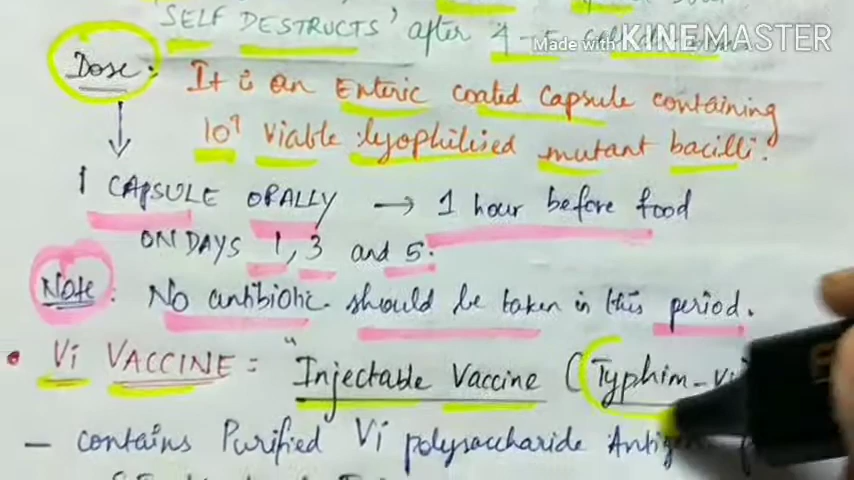 'SELF DESTRUCTS' after 4-5
Made with KINEMASTER
Dose: It is an Enteric coated Capsule containing
10⁹ viable lyophilised mutant bacilli.
1 CAPSULE ORALLY → 1 hour before food
ON DAYS 1, 3 and 5.
Note: No antibiotic should be taken in this period.
• Vi VACCINE = "Injectable Vaccine (Typhim-Vi
– contains Purified Vi polysaccharide